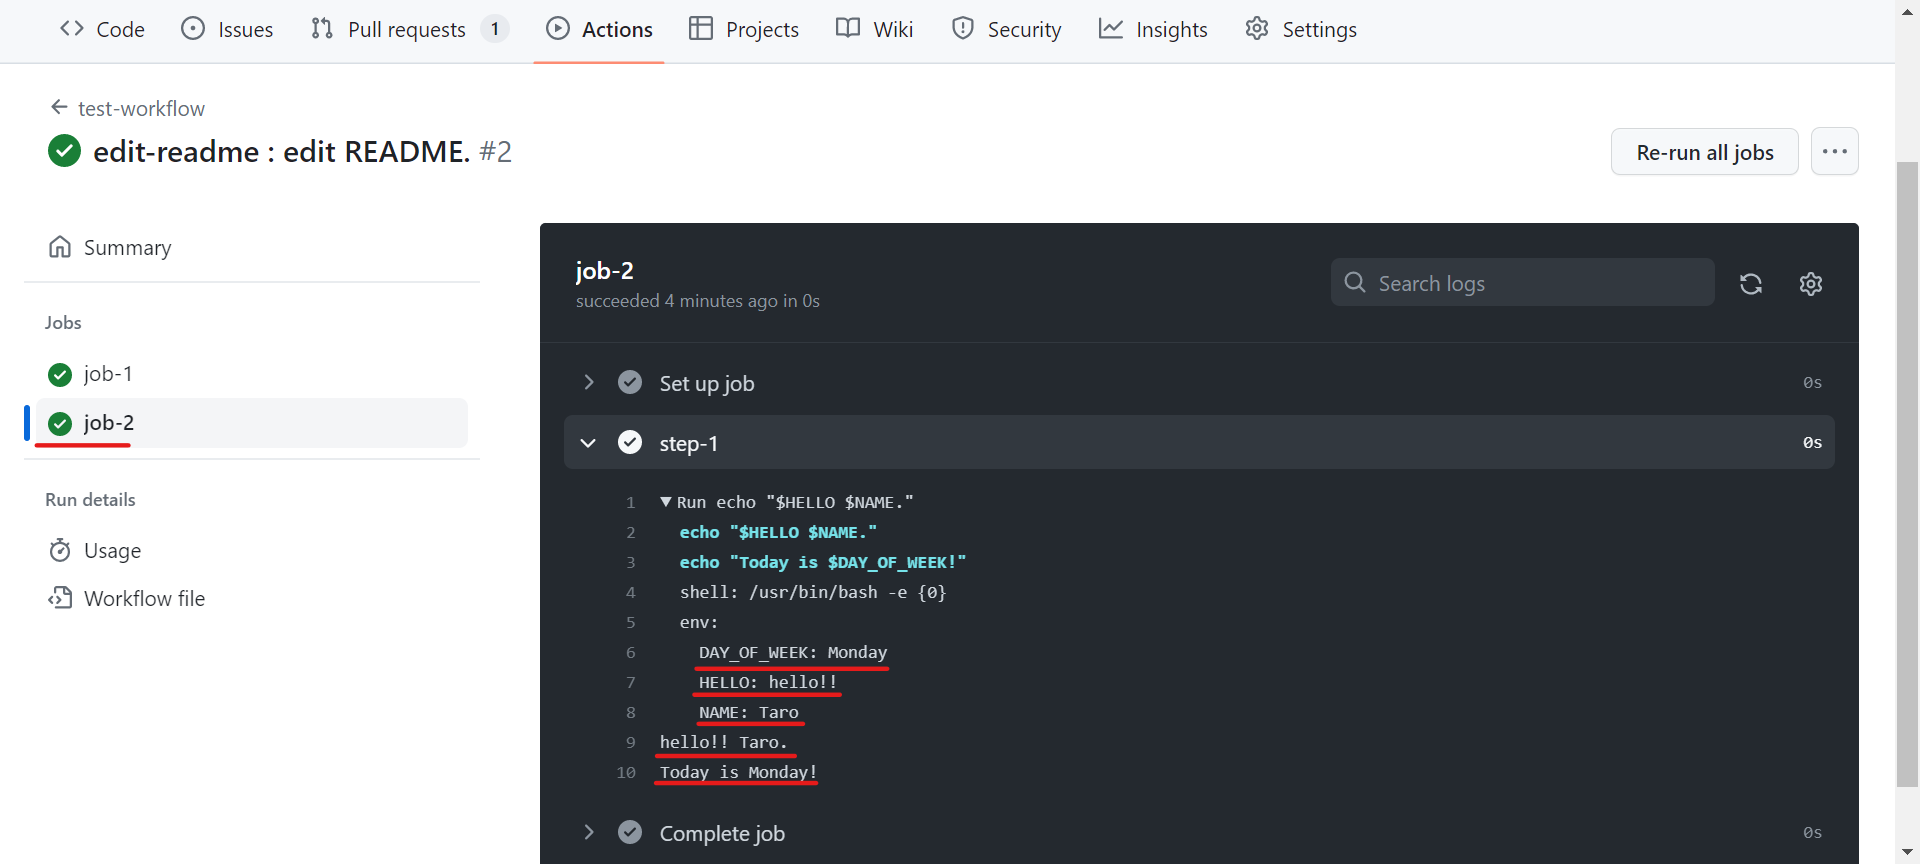 Code Issues Pull requests 1 Actions Projects Wiki Security Insights Settings
test-workflow
edit-readme : edit README. #2
Re-run all jobs
Summary
Jobs
job-1
job-2
Run details
Usage
Workflow file
job-2
succeeded 4 minutes ago in 0s
Search logs
Set up job 0s
step-1 0s
1 Run echo "$HELLO $NAME."
2 echo "$HELLO $NAME."
3 echo "Today is $DAY_OF_WEEK!"
4 shell: /usr/bin/bash -e {0}
5 env:
6 DAY_OF_WEEK: Monday
7 HELLO: hello!!
8 NAME: Taro
9 hello!! Taro.
10 Today is Monday!
Complete job 0s